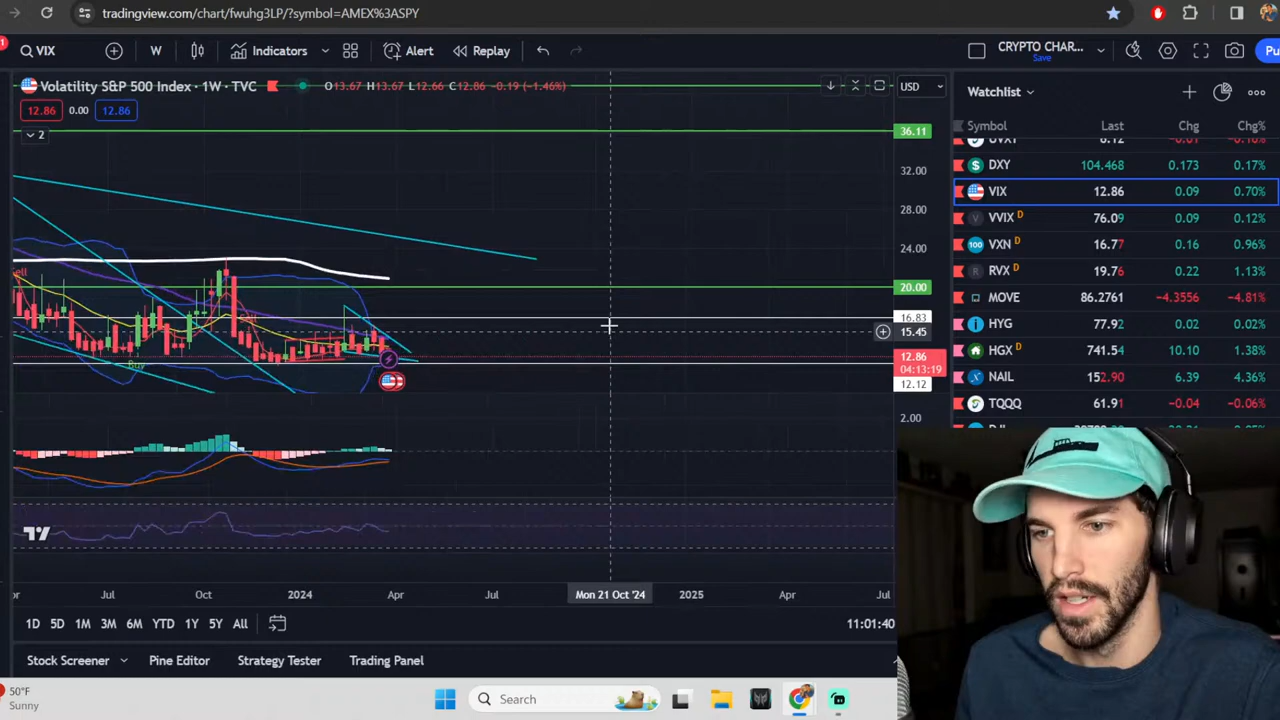 tradingview.com/chart/fwuhg3LP/?symbol=AMEX%3ASPY
VIX
W
Indicators
Alert
Replay
CRYPTO CHAR...
Save
Pu
Volatility S&P 500 Index · 1W · TVC
O13.67 H13.67 L12.66 C12.86 -0.19 (-1.46%)
USD
12.86
0.00
12.86
2
36.11
32.00
28.00
24.00
20.00
16.83
15.45
12.86
04:13:19
12.12
2.00
Sell
Buy
Jul
Oct
2024
Apr
Jul
Mon 21 Oct '24
2025
Apr
Jul
1D
5D
1M
3M
6M
YTD
1Y
5Y
All
11:01:40
Stock Screener
Pine Editor
Strategy Tester
Trading Panel
Watchlist
Symbol Last Chg Chg%
DXY 104.468 0.173 0.17%
VIX 12.86 0.09 0.70%
VVIX D 76.09 0.09 0.12%
VXN D 16.77 0.16 0.96%
RVX D 19.76 0.22 1.13%
MOVE 86.2761 -4.3556 -4.81%
HYG 77.92 0.02 0.02%
HGX D 741.54 10.10 1.38%
NAIL 152.90 6.39 4.36%
TQQQ 61.91 -0.04 -0.06%
50°F
Sunny
Search